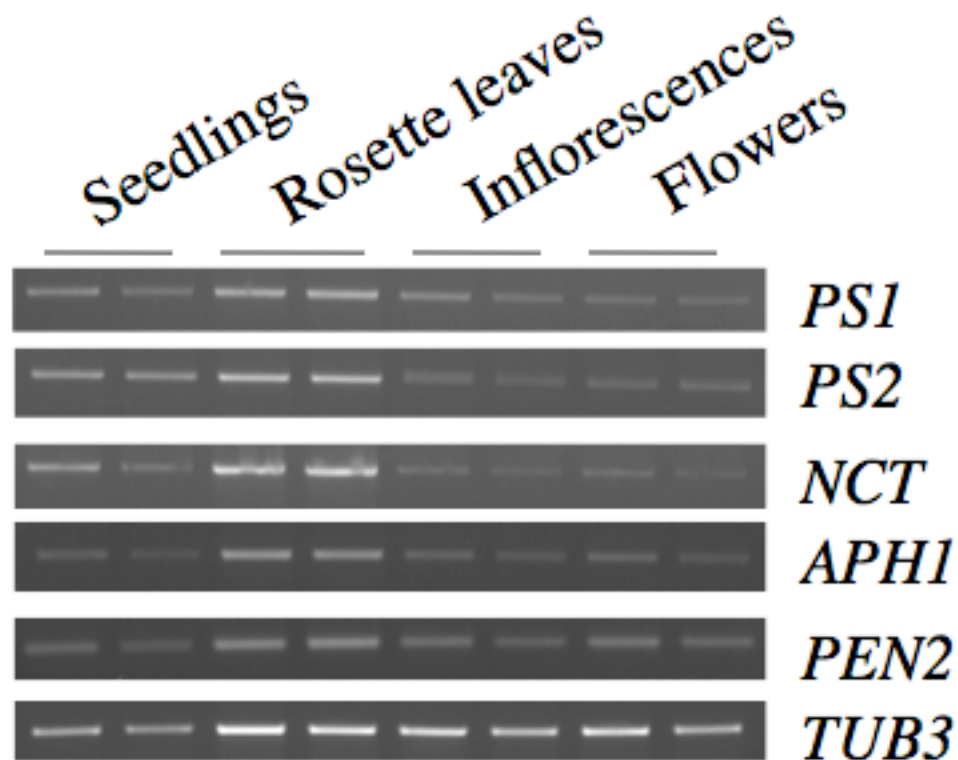 Seedlings
Rosette leaves
Inflorescences
Flowers
PS1
PS2
NCT
APH1
PEN2
TUB3